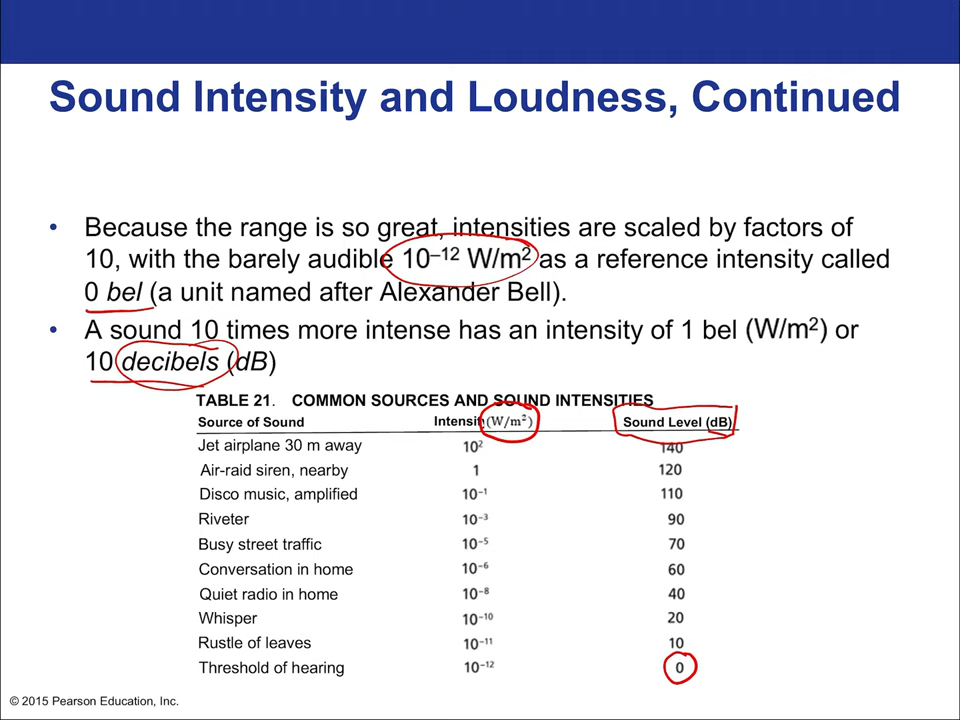 Sound Intensity and Loudness, Continued
• Because the range is so great, intensities are scaled by factors of
10, with the barely audible 10⁻¹² W/m² as a reference intensity called
0 bel (a unit named after Alexander Bell).
• A sound 10 times more intense has an intensity of 1 bel (W/m²) or
10 decibels (dB)
TABLE 21. COMMON SOURCES AND SOUND INTENSITIES
Source of Sound Intensity (W/m²) Sound Level (dB)
Jet airplane 30 m away 10² 140
Air-raid siren, nearby 1 120
Disco music, amplified 10⁻¹ 110
Riveter 10⁻³ 90
Busy street traffic 10⁻⁵ 70
Conversation in home 10⁻⁶ 60
Quiet radio in home 10⁻⁸ 40
Whisper 10⁻¹⁰ 20
Rustle of leaves 10⁻¹¹ 10
Threshold of hearing 10⁻¹² 0
© 2015 Pearson Education, Inc.